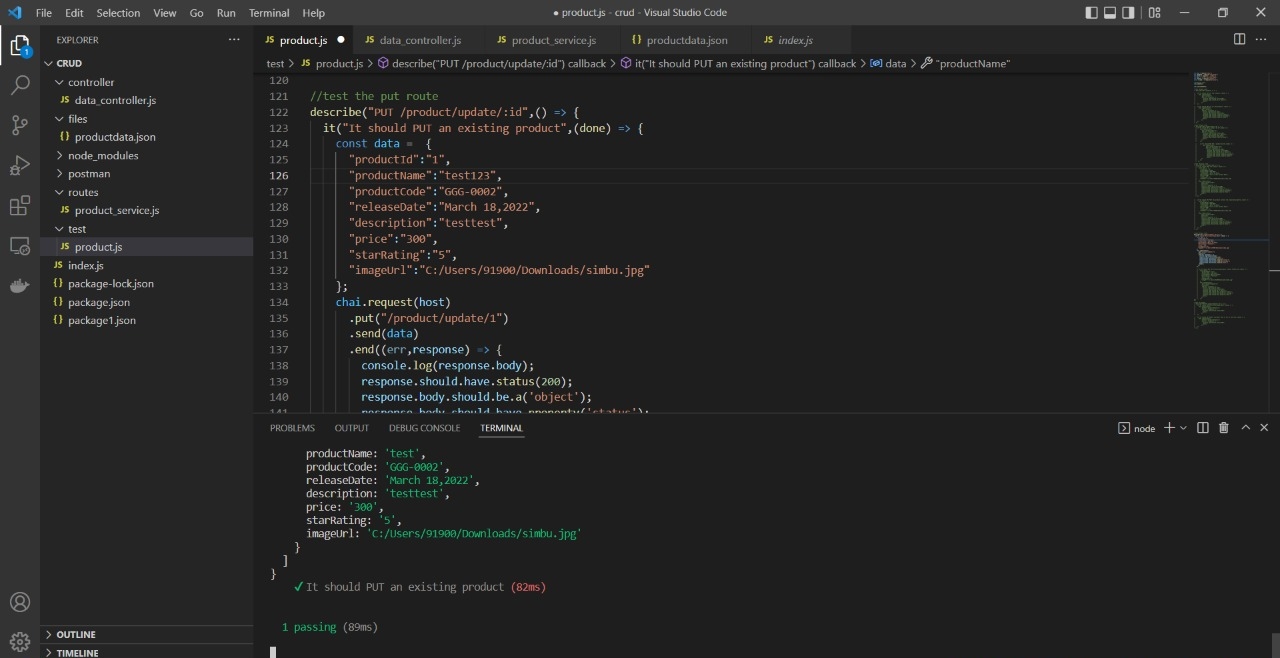 File Edit Selection View Go Run Terminal Help
● product.js - crud - Visual Studio Code
EXPLORER ...
CRUD
controller
JS data_controller.js
files
{} productdata.json
node_modules
postman
routes
JS product_service.js
test
JS product.js
JS index.js
{} package-lock.json
{} package.json
{} package1.json
OUTLINE
TIMELINE
1
JS product.js ● JS data_controller.js JS product_service.js {} productdata.json JS index.js
test > JS product.js > describe("PUT /product/update/:id") callback > it("It should PUT an existing product") callback > data > "productName"
120
121 //test the put route
122 describe("PUT /product/update/:id",() => {
123 it("It should PUT an existing product",(done) => {
124 const data = {
125 "productId":"1",
126 "productName":"test123",
127 "productCode":"GGG-0002",
128 "releaseDate":"March 18,2022",
129 "description":"testtest",
130 "price":"300",
131 "starRating":"5",
132 "imageUrl":"C:/Users/91900/Downloads/simbu.jpg"
133 };
134 chai.request(host)
135 .put("/product/update/1")
136 .send(data)
137 .end((err,response) => {
138 console.log(response.body);
139 response.should.have.status(200);
140 response.body.should.be.a('object');
141 response.body.should.have.property('status');
PROBLEMS OUTPUT DEBUG CONSOLE TERMINAL
node
productName: 'test',
productCode: 'GGG-0002',
releaseDate: 'March 18,2022',
description: 'testtest',
price: '300',
starRating: '5',
imageUrl: 'C:/Users/91900/Downloads/simbu.jpg'
}
]
}
✓ It should PUT an existing product (82ms)
1 passing (89ms)